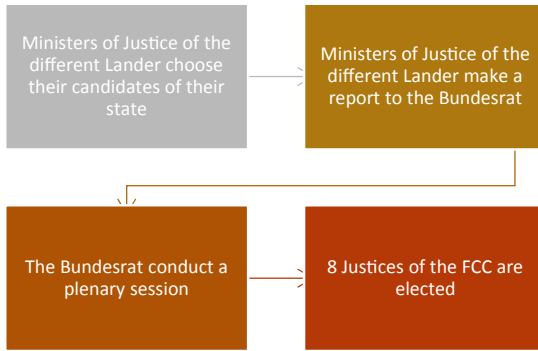 Ministers of Justice of the
different Lander choose
their candidates of their
state
Ministers of Justice of the
different Lander make a
report to the Bundesrat
The Bundesrat conduct a
plenary session
8 Justices of the FCC are
elected